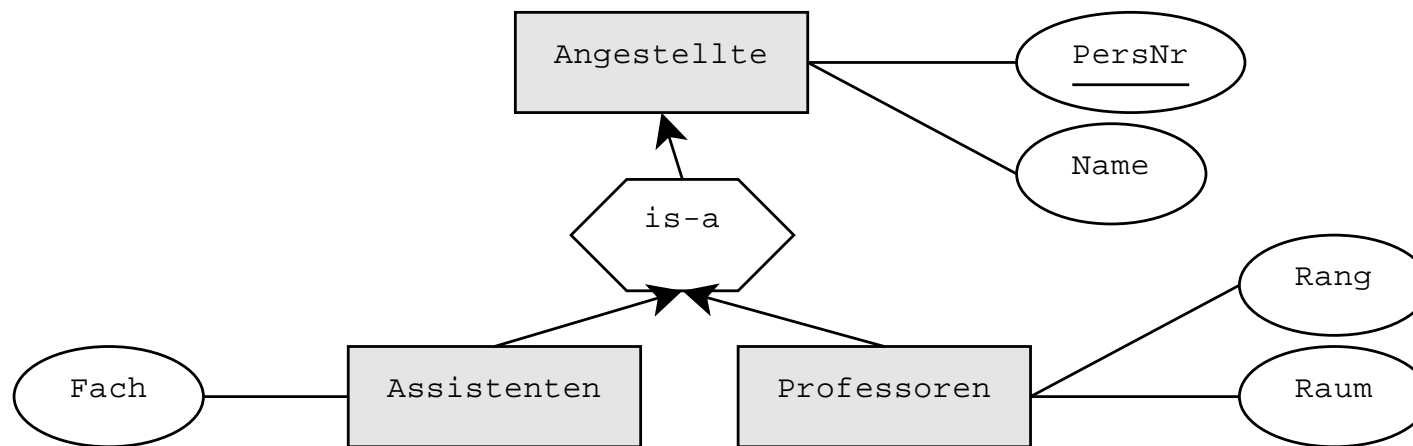 Angestellte
PersNr
Name
is-a
Rang
Fach
Assistenten
Professoren
Raum